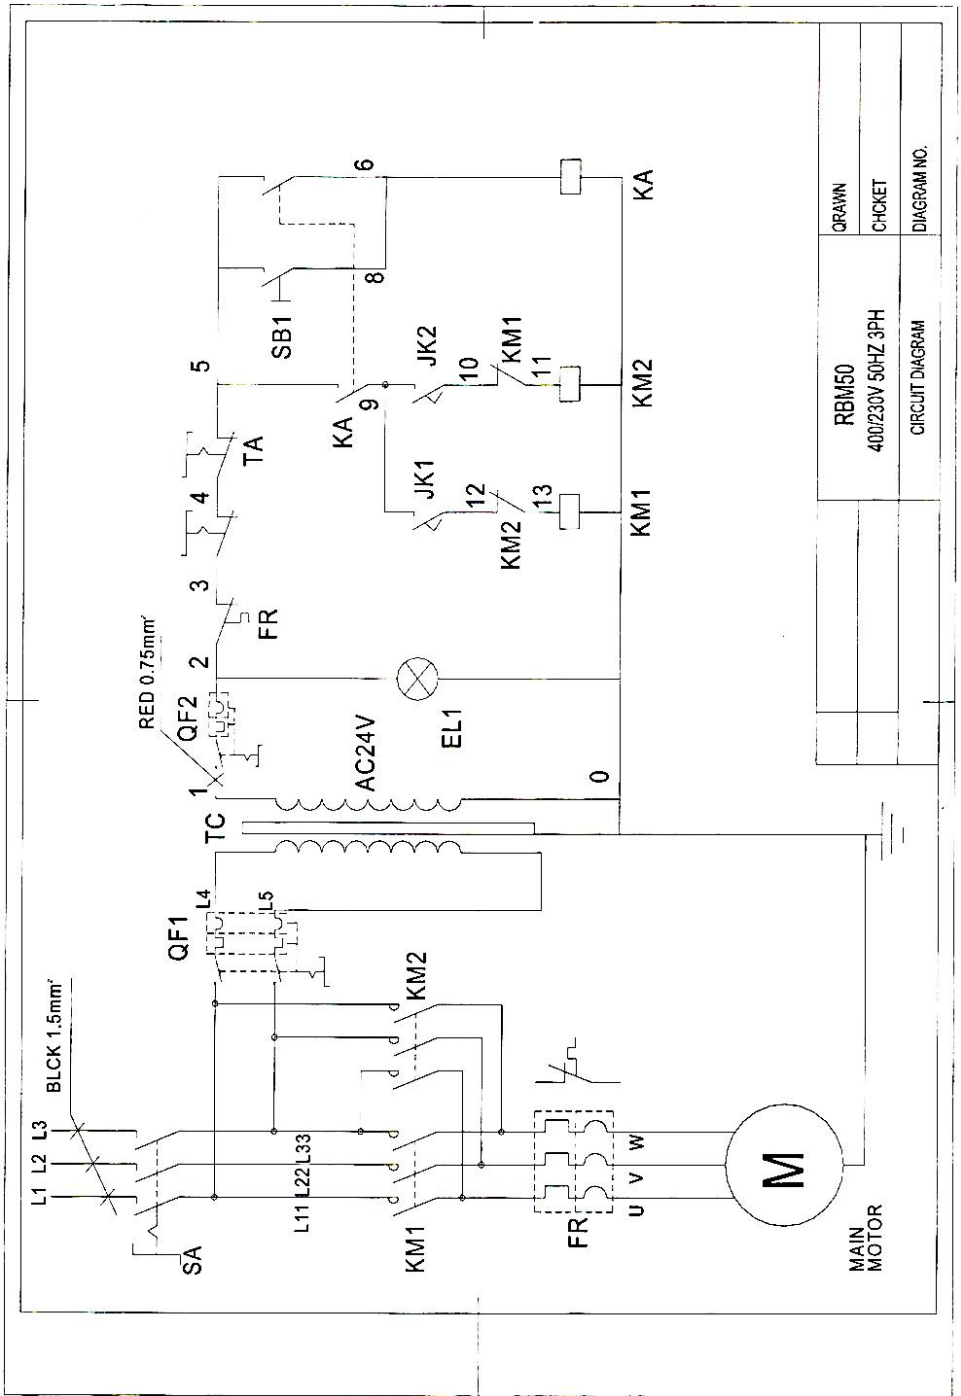 L1
L2
L3
BLCK 1.5mm²
SA
L11
L22
L33
KM1
KM2
FR
U
V
W
M
MAIN
MOTOR
QF1
L4
L5
TC
1
RED 0.75mm²
QF2
AC24V
0
2
EL1
3
FR
4
TA
5
KA
9
JK1
12
KM2
13
KM1
JK2
10
KM1
11
KM2
SB1
8
6
KA
RBM50
400/230V 50HZ 3PH
CIRCUIT DIAGRAM
QRAWN
CHCKET
DIAGRAM NO.